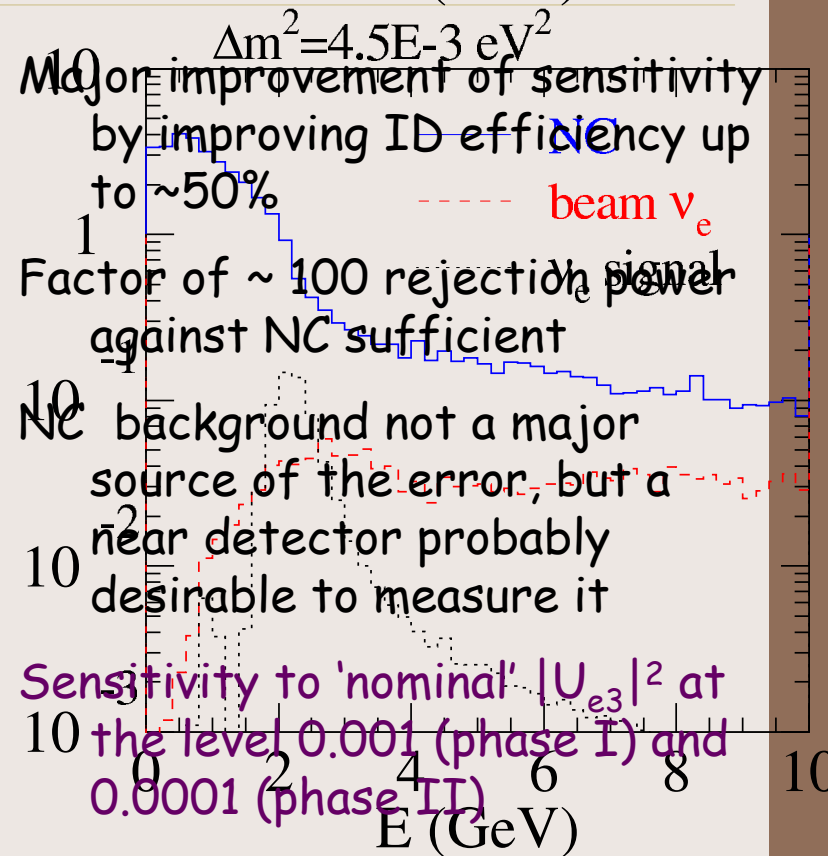 Δm²=4.5E-3 eV²
Major improvement of sensitivity
by improving ID efficiency up
to ~50%
Factor of ~ 100 rejection power
against NC sufficient
NC background not a major
source of the error, but a
near detector probably
desirable to measure it
Sensitivity to ‘nominal’ |Ue3|² at
the level 0.001 (phase I) and
0.0001 (phase II)
NC
beam νe
νe signal
10
1
10-1
10-2
10-3
0 2 4 6 8 10
E (GeV)